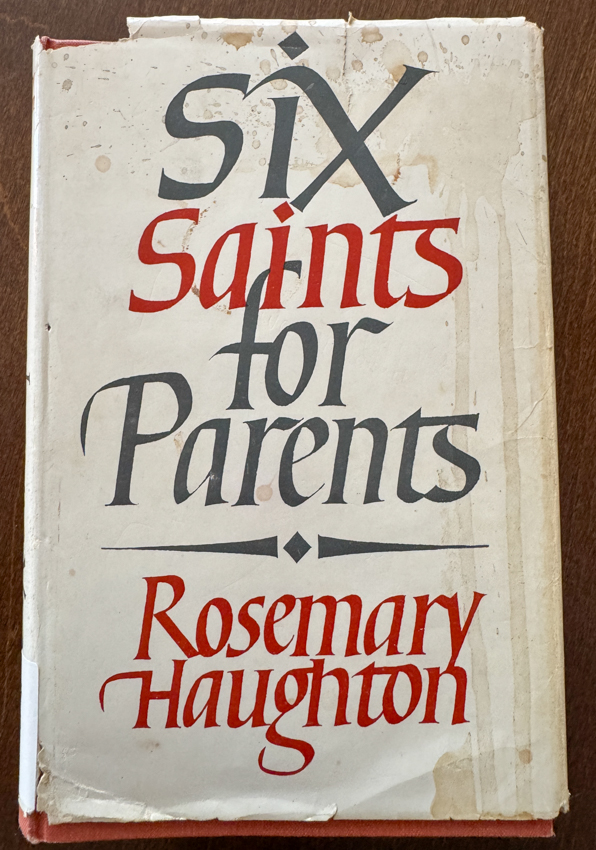 six
Saints
for
Parents
Rosemary
Haughton